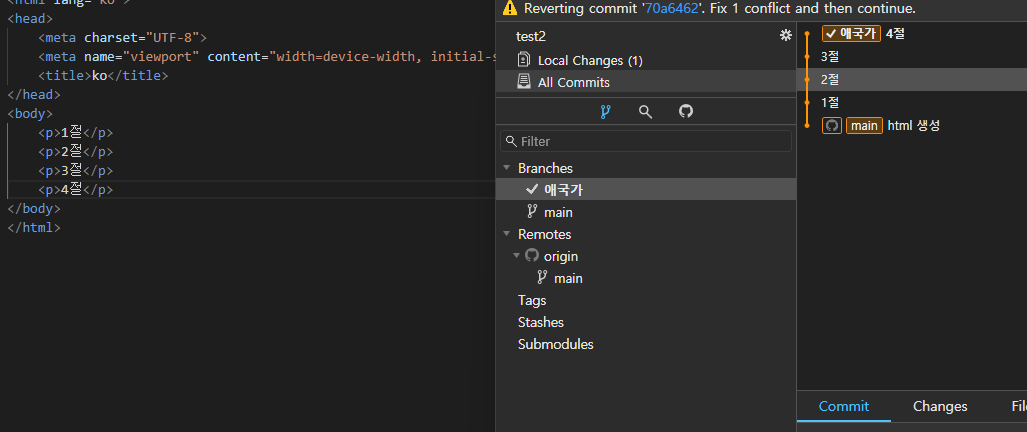 <html lang="ko">
<head>
<meta charset="UTF-8">
<meta name="viewport" content="width=device-width, initial-s
<title>ko</title>
</head>
<body>
<p>1절</p>
<p>2절</p>
<p>3절</p>
<p>4절</p>
</body>
</html>
Reverting commit '70a6462'. Fix 1 conflict and then continue.
test2
Local Changes (1)
All Commits
Filter
Branches
애국가
main
Remotes
origin
main
Tags
Stashes
Submodules
애국가 4절
3절
2절
1절
main html 생성
Commit Changes Fil